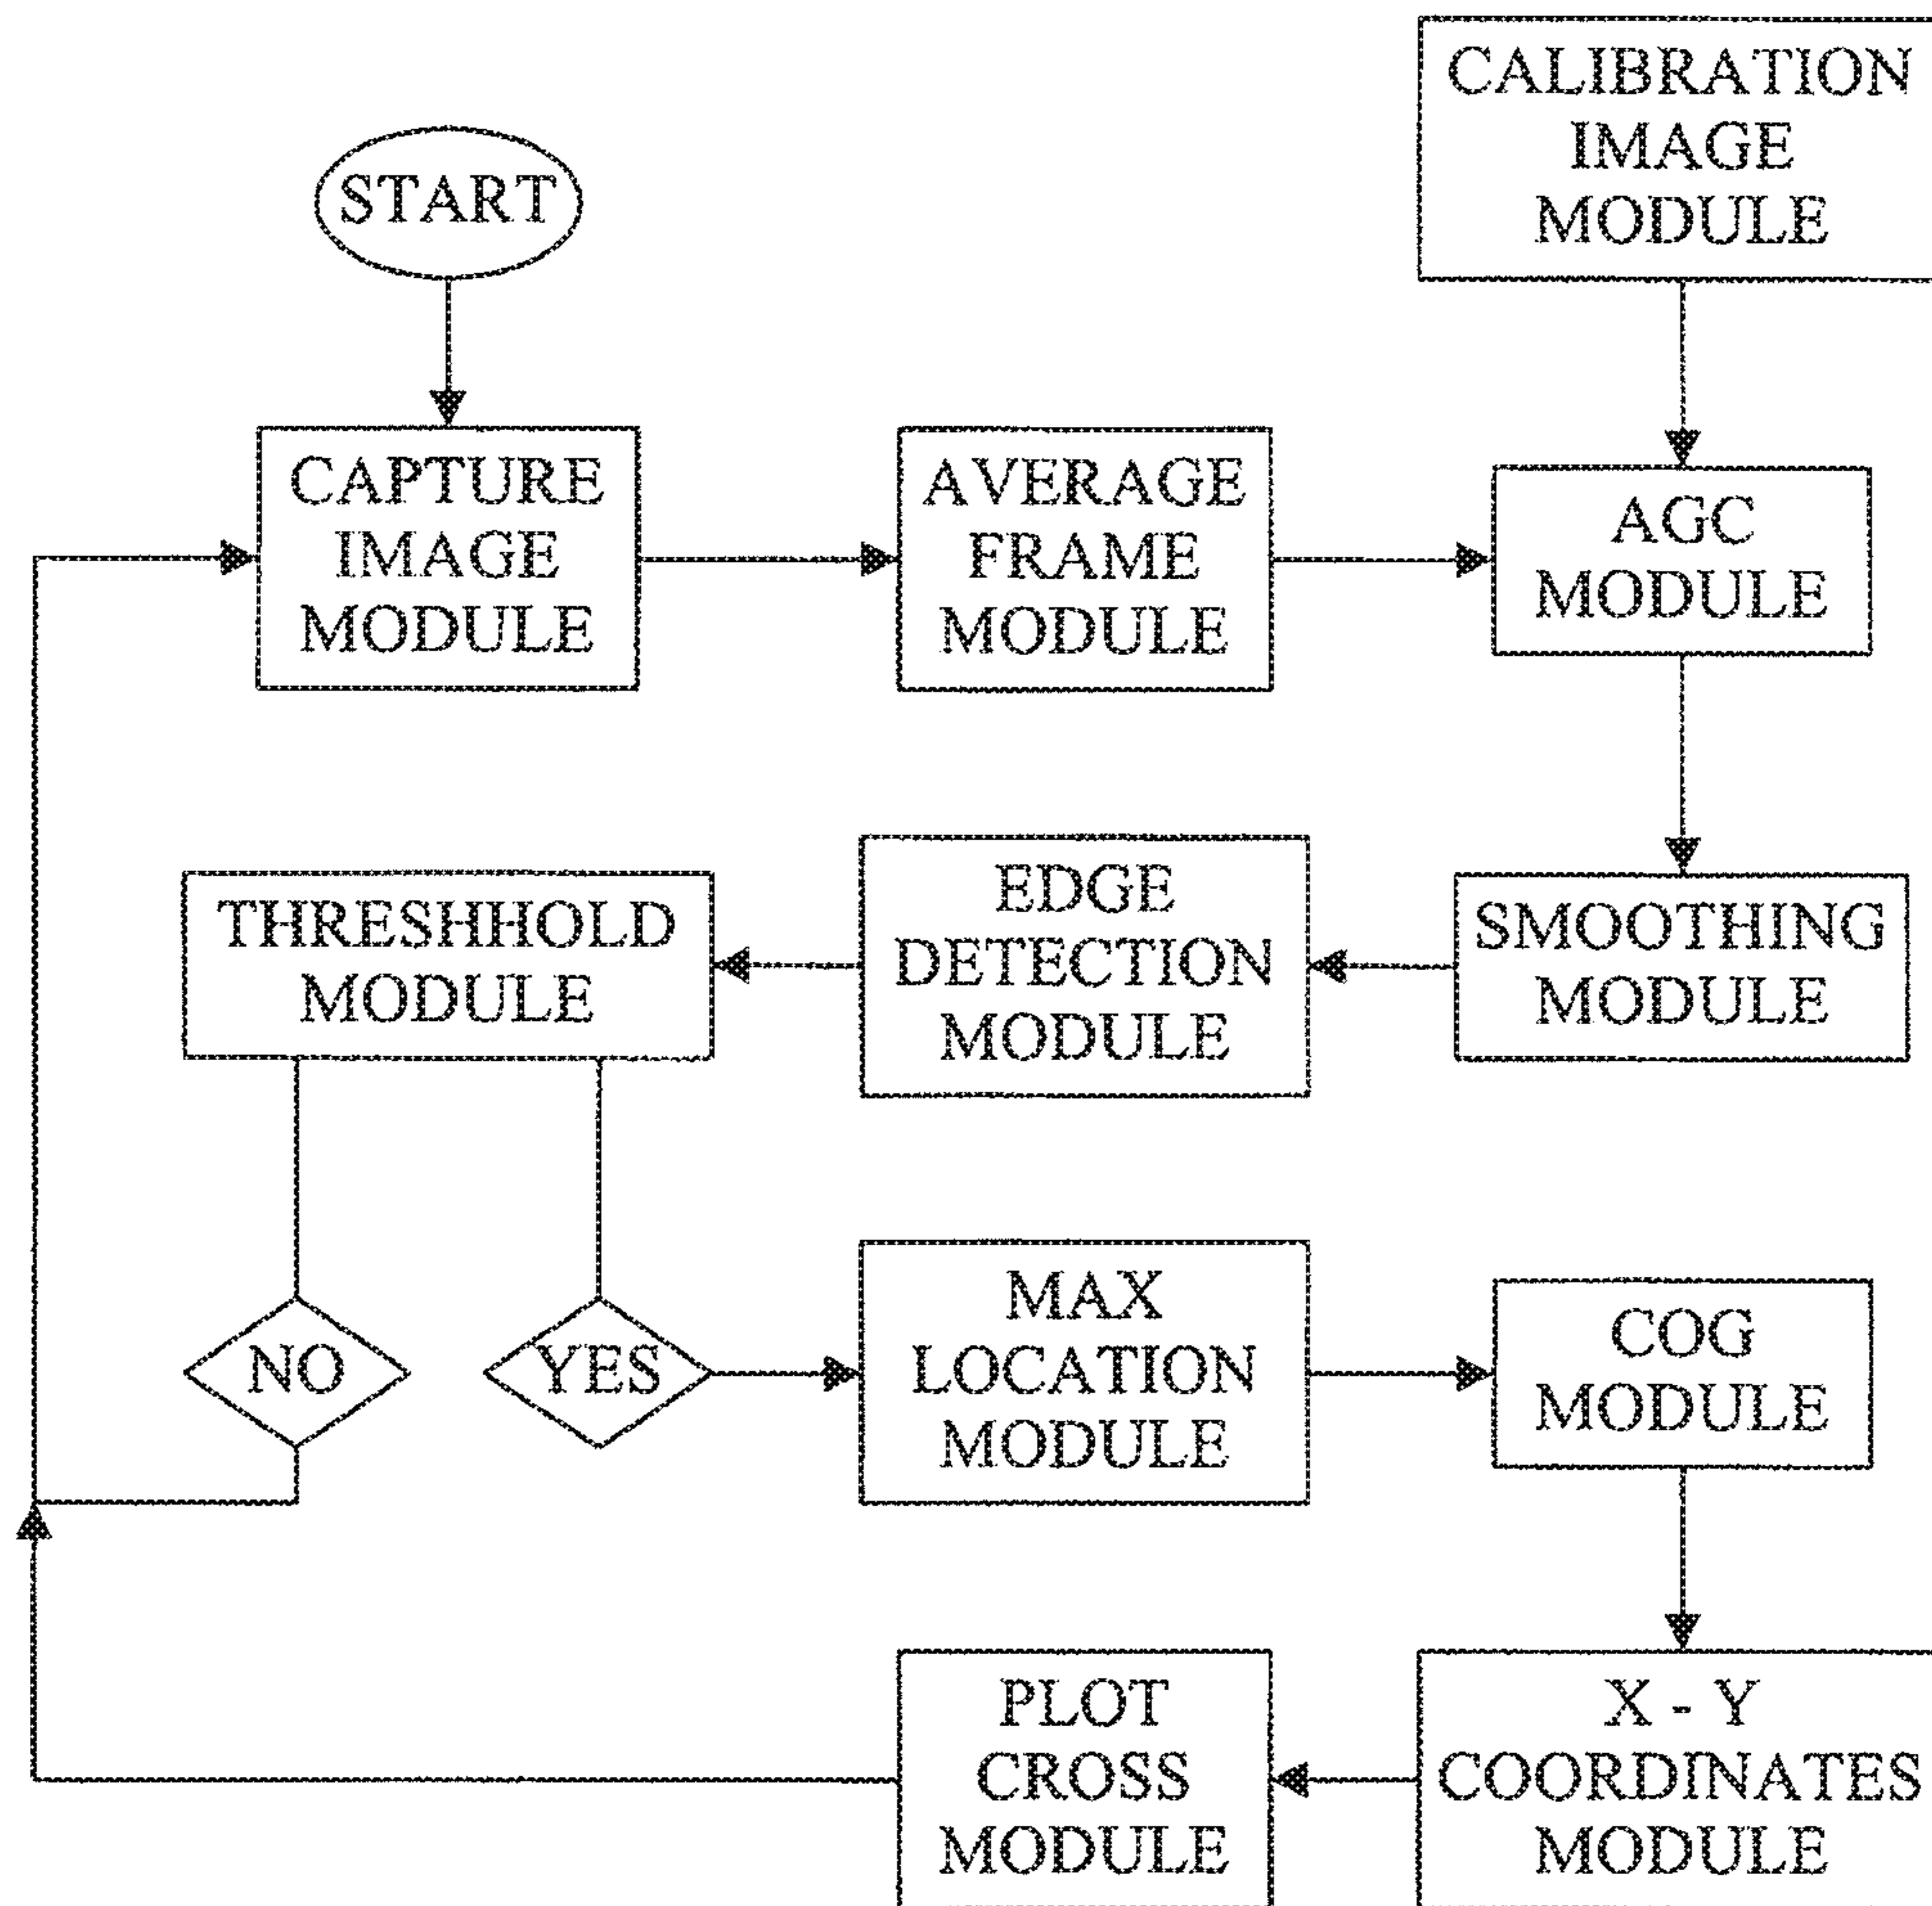 CALIBRATION
IMAGE
MODULE
START
CAPTURE
IMAGE
MODULE
AVERAGE
FRAME
MODULE
AGC
MODULE
THRESHHOLD
MODULE
EDGE
DETECTION
MODULE
SMOOTHING
MODULE
NO
YES
MAX
LOCATION
MODULE
COG
MODULE
PLOT
CROSS
MODULE
X - Y
COORDINATES
MODULE